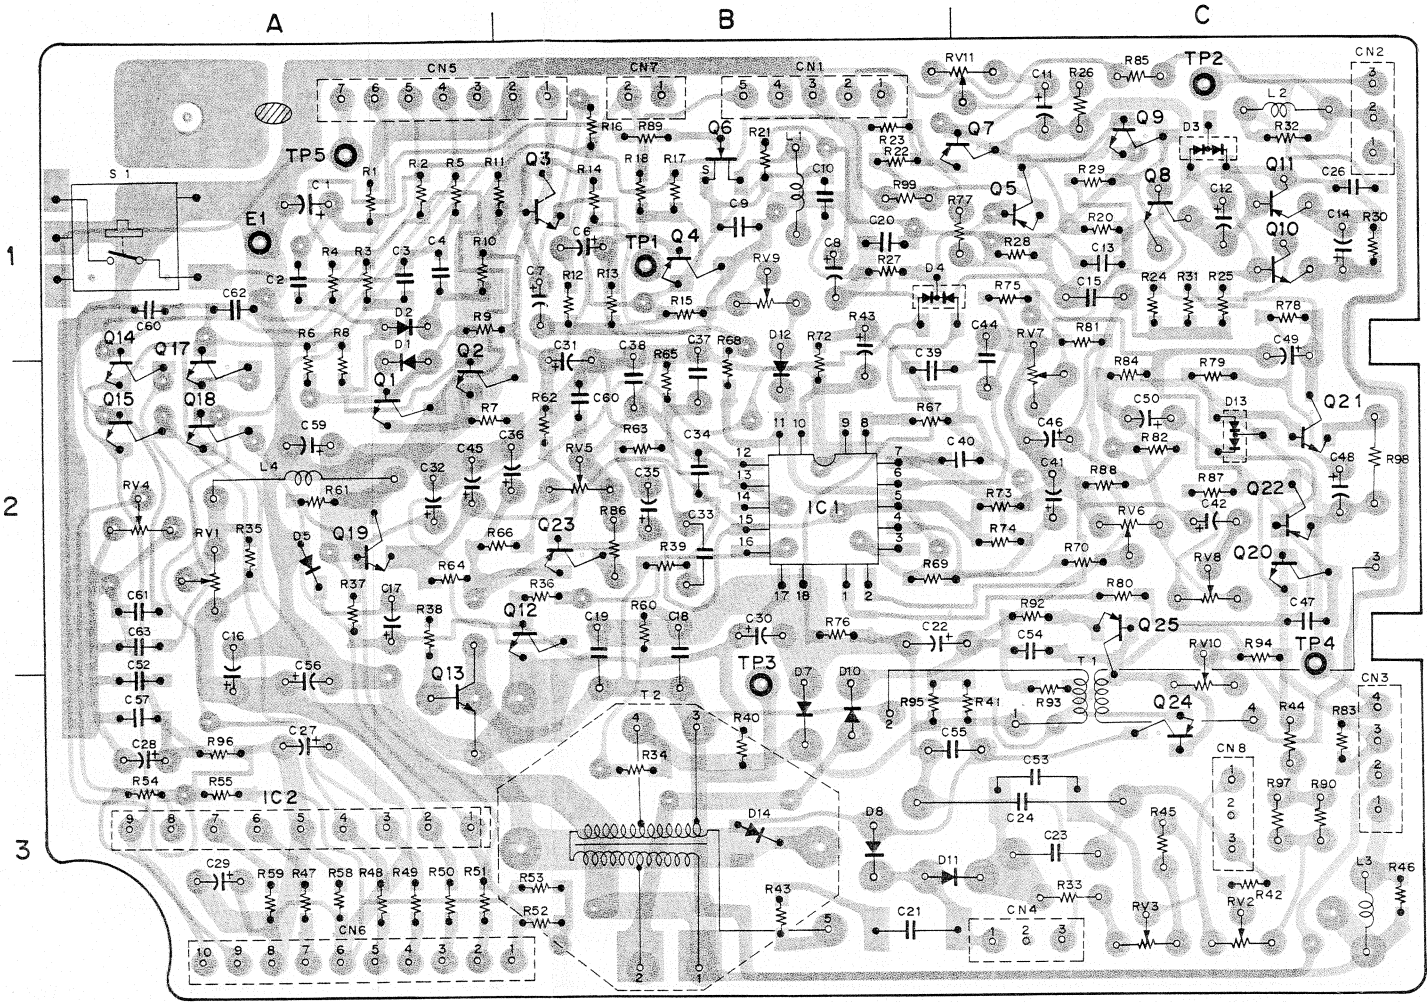 A B C
CN5 CN7 CN1 RV11 C11 R26 R85 TP2 CN2
7 6 5 4 3 2 1 2 1 5 4 3 2 1 3
L2 2
R16 R89 Q6 R21 L1 R23 Q7 Q9 D3 R32 1
TP5 R22
S1 R1 R2 R5 R11 Q3 R14 R18 R17 S C10 R99 R77 Q5 R29 Q8 C12 Q11 C26
C1
E1 C9 C20 R20 C14 R30
1 C2 R4 R3 C3 C4 R10 C6 TP1 Q4 C8 R28 C13 Q10
C7 R12 R13 RV9 R27 D4 R24 R31 R25
C60 C62 R15 R75 C15 R78
Q14 Q17 R6 R8 D2 R9 D12 R72 R43 C44 RV7 R81
D1 Q2 C31 C38 R65 C37 R68 C39 R84 R79 C49
Q15 Q18 Q1 R62 C60 R7 R67 C50 D13 Q21
C59 R63 C34 11 10 9 8 C46 R82
L4 C32 C45 C36 RV5 C35 12 7 C40 C41 R88 R87 C48 R98
RV4 R61 13 6 Q22
2 RV1 R35 D5 Q19 R66 Q23 R86 C33 14 IC1 5 R73 RV6 C42
15 R74
R39 16 3 R70 RV8 Q20 3
R37 C17 R64 R36 R69
C61 R38 Q12 C19 R60 C18 17 18 1 2 R80
C63 C16 C30 R76 C22 R92 C54 Q25 C47
C52 C56 Q13 TP3 RV10 R94 TP4
C57 T2 D7 D10 R95 R41 R93 T1 Q24 CN3
4 3 R40 2 1 4 R44 R83 4
C28 R96 C27 R34 C55 CN8 3
R54 R55 C53 1 R97 R90 2
IC2 C24 2 1
9 8 7 6 5 4 3 2 1 D14 D8 R45 3
3 C23
C29 D11 L3
R59 R47 R58 R48 R49 R50 R51 R53 R43 R33 R42 R46
R52 C21 CN4 RV3 RV2
CN6 5 1 2 3
10 9 8 7 6 5 4 3 2 1 2 1